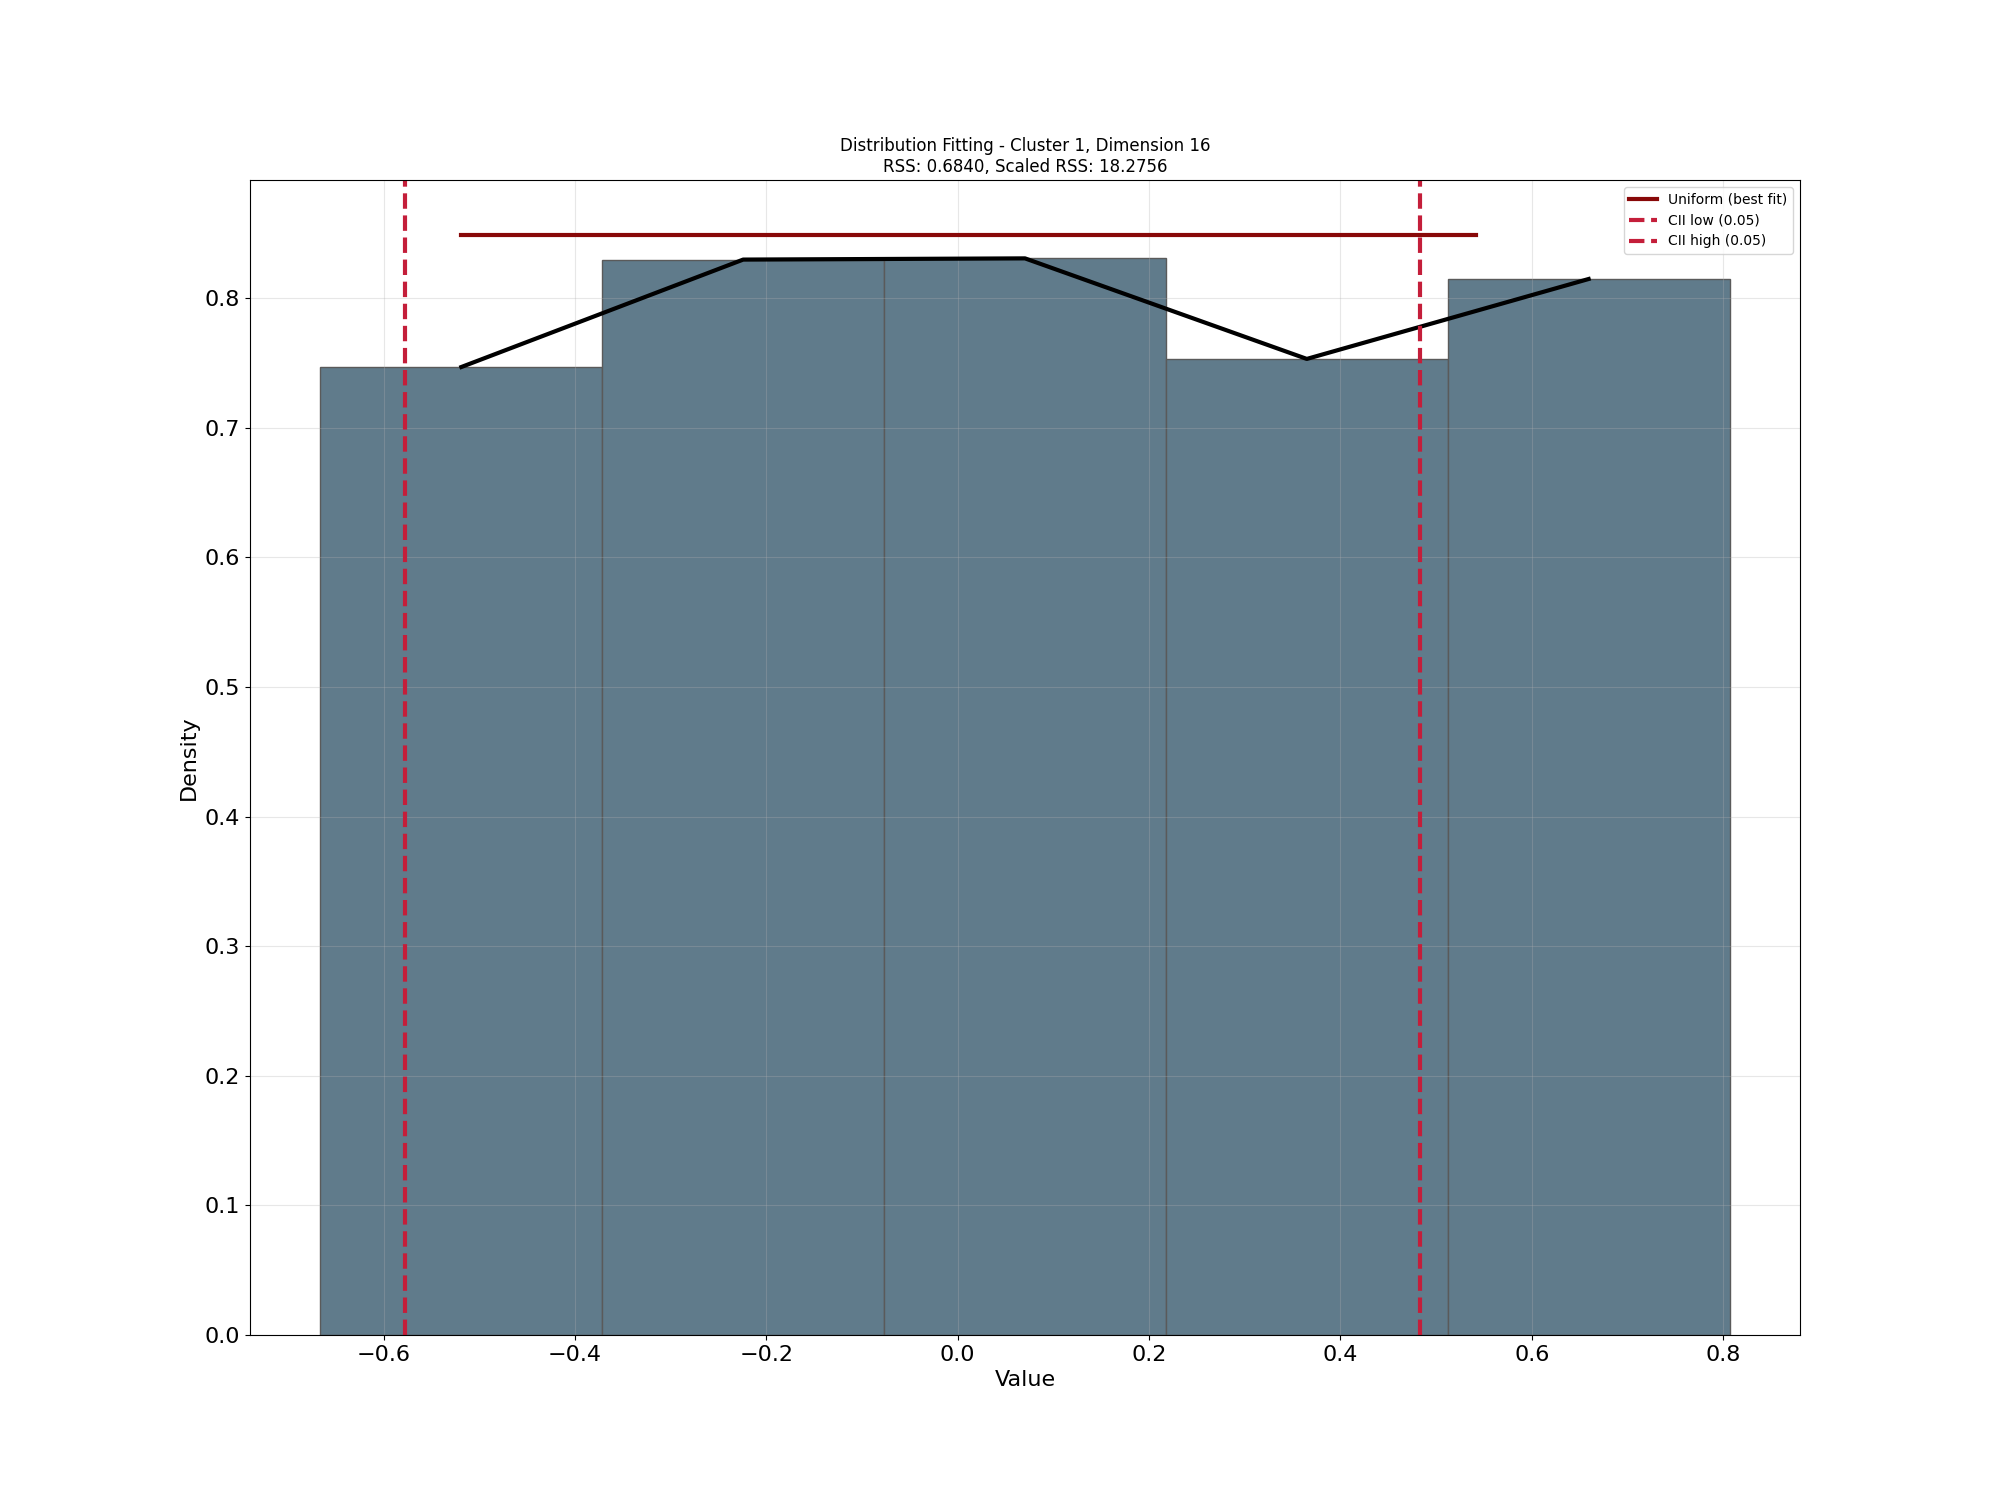 Distribution Fitting - Cluster 1, Dimension 16
RSS: 0.6840, Scaled RSS: 18.2756
Uniform (best fit)
CII low (0.05)
CII high (0.05)
0.8
0.7
0.6
0.5
0.4
0.3
0.2
0.1
0.0
Density
−0.6 −0.4 −0.2 0.0 0.2 0.4 0.6 0.8
Value